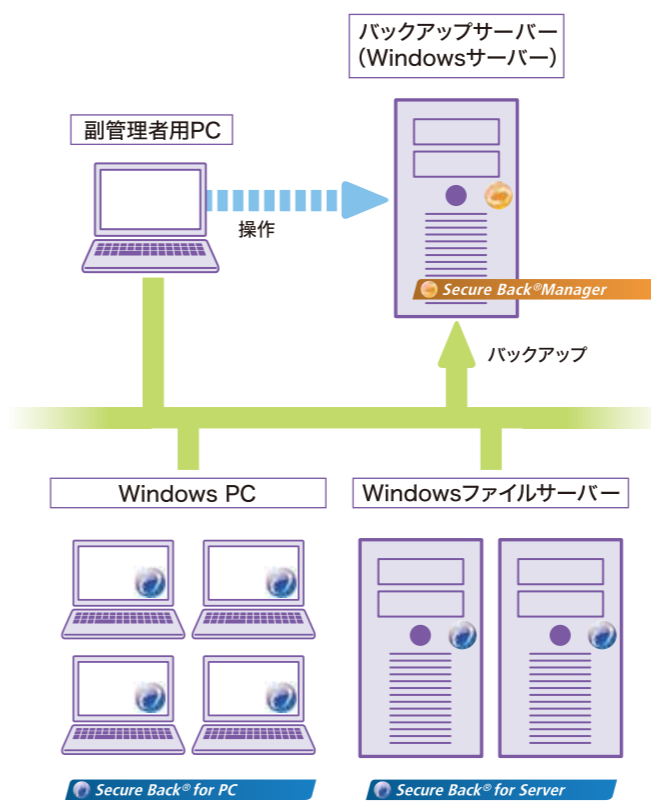 バックアップサーバー
（Windowsサーバー）
副管理者用PC
操作
Secure Back®Manager
バックアップ
Windows PC
Windowsファイルサーバー
Secure Back® for PC
Secure Back® for Server